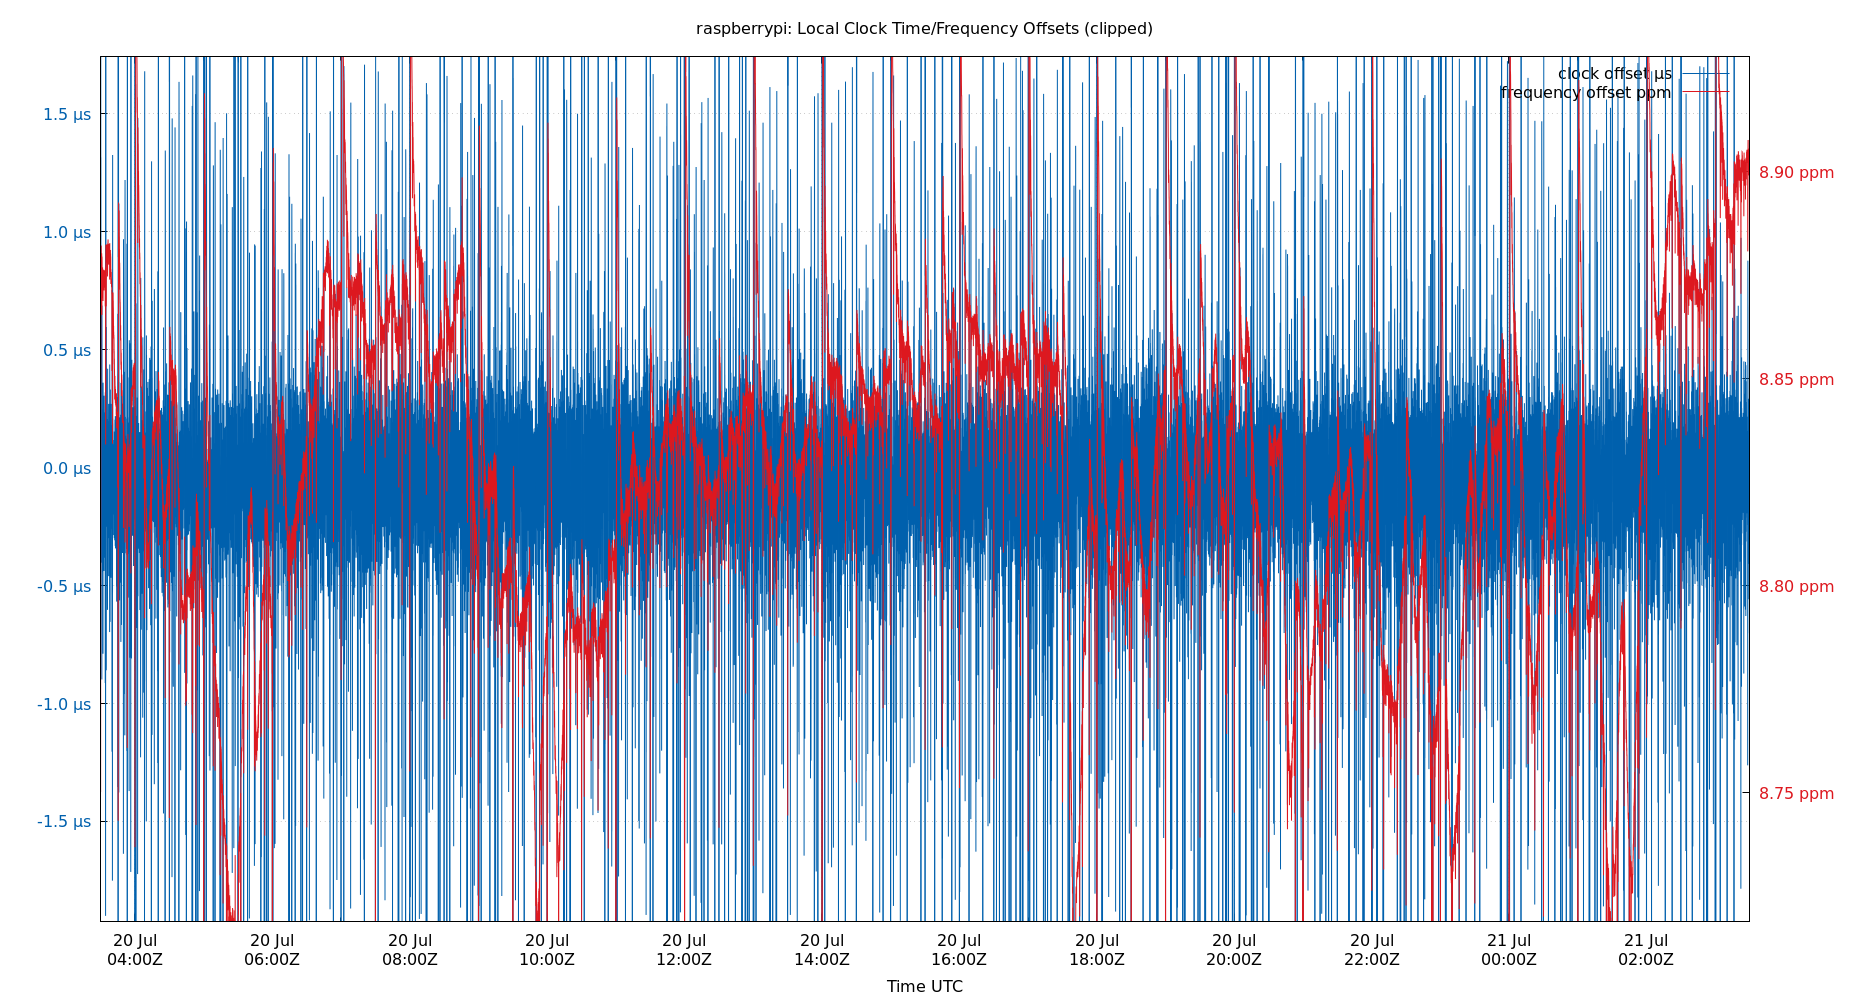 raspberrypi: Local Clock Time/Frequency Offsets (clipped)
clock offset µs
frequency offset ppm
1.5 µs
1.0 µs
0.5 µs
0.0 µs
-0.5 µs
-1.0 µs
-1.5 µs
8.90 ppm
8.85 ppm
8.80 ppm
8.75 ppm
20 Jul 20 Jul 20 Jul 20 Jul 20 Jul 20 Jul 20 Jul 20 Jul 20 Jul 20 Jul 21 Jul 21 Jul
04:00Z 06:00Z 08:00Z 10:00Z 12:00Z 14:00Z 16:00Z 18:00Z 20:00Z 22:00Z 00:00Z 02:00Z
Time UTC